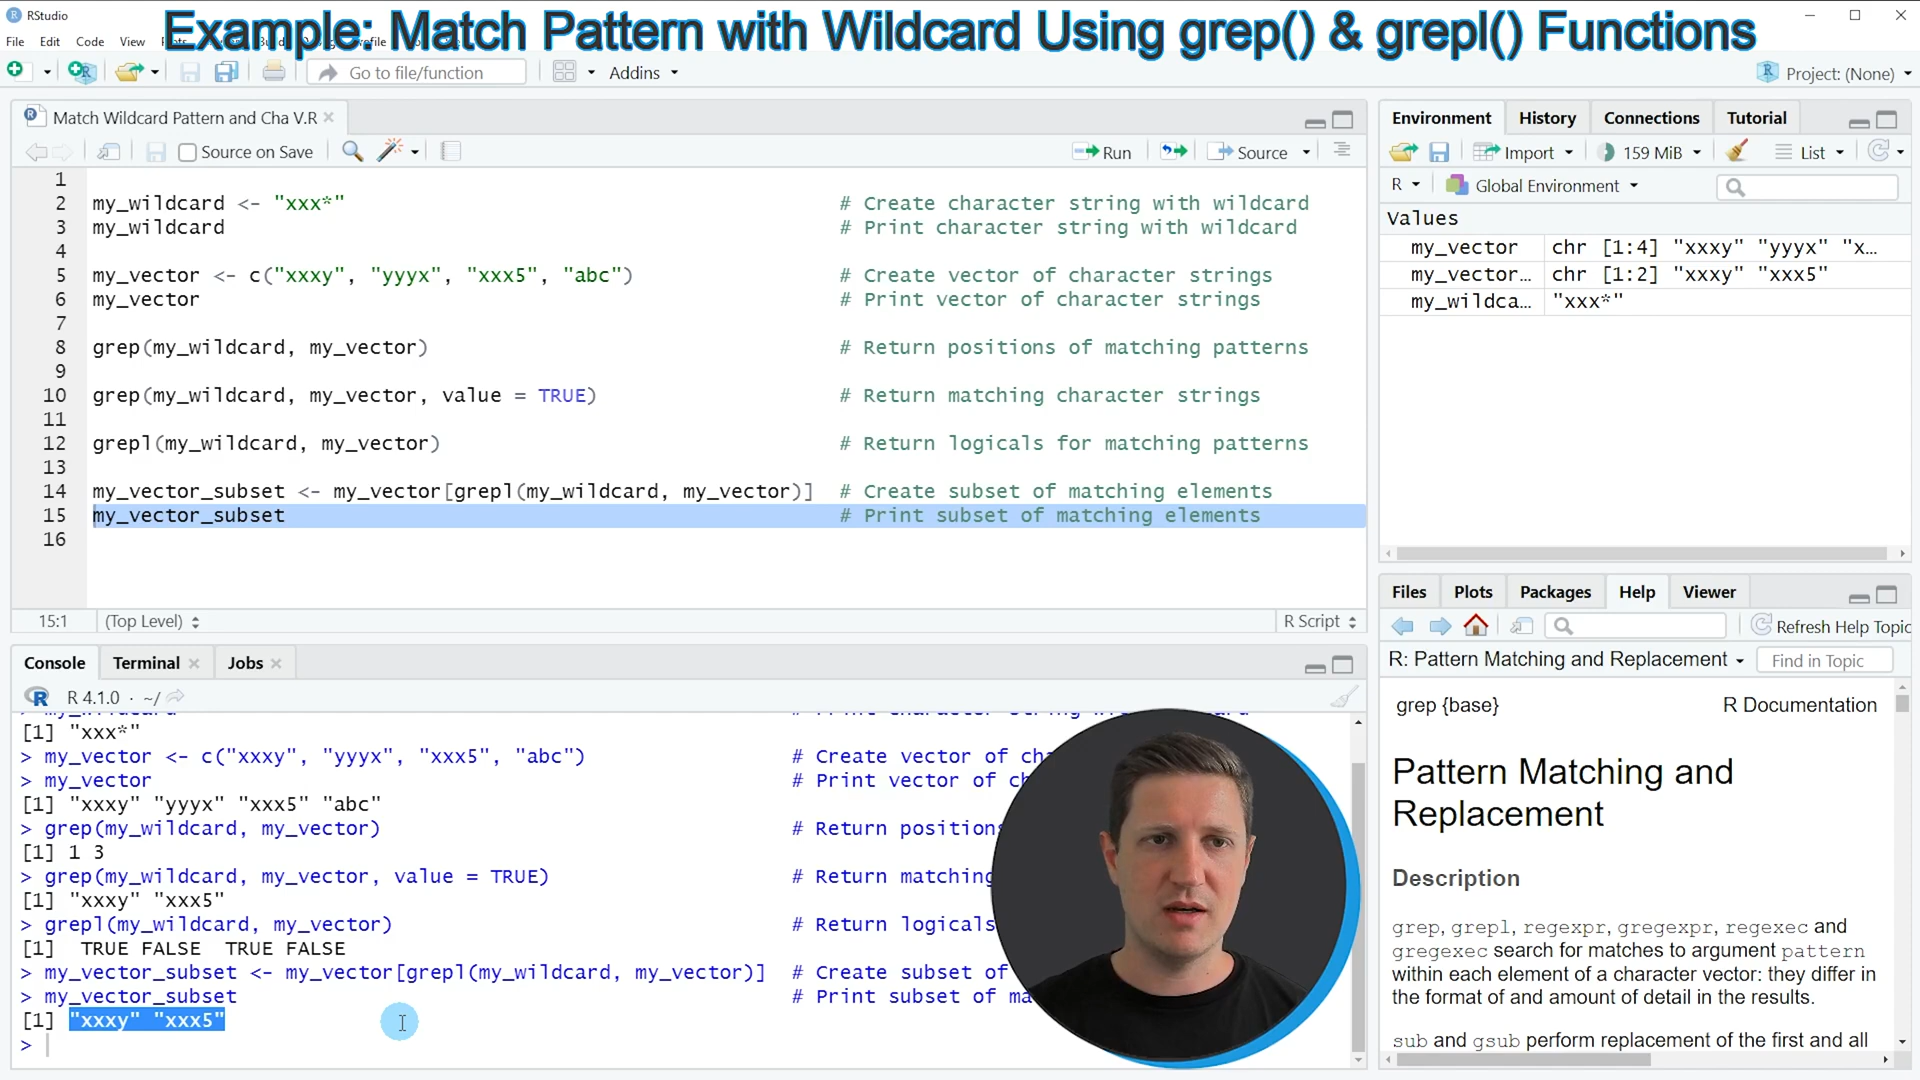 RStudio
Example: Match Pattern with Wildcard Using grep() & grepl() Functions
File Edit Code View
Go to file/function
Addins
Project: (None)
Match Wildcard Pattern and Cha V.R
Source on Save
Run
Source
1
2 my_wildcard <- "xxx*" # Create character string with wildcard
3 my_wildcard # Print character string with wildcard
4
5 my_vector <- c("xxxy", "yyyx", "xxx5", "abc") # Create vector of character strings
6 my_vector # Print vector of character strings
7
8 grep(my_wildcard, my_vector) # Return positions of matching patterns
9
10 grep(my_wildcard, my_vector, value = TRUE) # Return matching character strings
11
12 grepl(my_wildcard, my_vector) # Return logicals for matching patterns
13
14 my_vector_subset <- my_vector[grepl(my_wildcard, my_vector)] # Create subset of matching elements
15 my_vector_subset # Print subset of matching elements
16
15:1 (Top Level) R Script
Console Terminal Jobs
R 4.1.0 · ~/
[1] "xxx*"
> my_vector <- c("xxxy", "yyyx", "xxx5", "abc") # Create vector of ch
> my_vector # Print vector of c
[1] "xxxy" "yyyx" "xxx5" "abc"
> grep(my_wildcard, my_vector) # Return positions
[1] 1 3
> grep(my_wildcard, my_vector, value = TRUE) # Return matching
[1] "xxxy" "xxx5"
> grepl(my_wildcard, my_vector) # Return logicals
[1]  TRUE FALSE  TRUE FALSE
> my_vector_subset <- my_vector[grepl(my_wildcard, my_vector)] # Create subset of
> my_vector_subset # Print subset of ma
[1] "xxxy" "xxx5"
>
Environment History Connections Tutorial
Import 159 MiB List
R Global Environment
Values
my_vector chr [1:4] "xxxy" "yyyx" "x…
my_vector… chr [1:2] "xxxy" "xxx5"
my_wildca… "xxx*"
Files Plots Packages Help Viewer
Refresh Help Topic
R: Pattern Matching and Replacement Find in Topic
grep {base} R Documentation
Pattern Matching and
Replacement
Description
grep, grepl, regexpr, gregexpr, regexec and
gregexec search for matches to argument pattern
within each element of a character vector: they differ in
the format of and amount of detail in the results.
sub and gsub perform replacement of the first and all